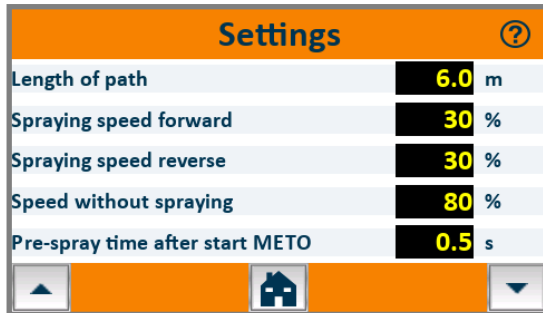 Settings ?
Length of path 6.0 m
Spraying speed forward 30 %
Spraying speed reverse 30 %
Speed without spraying 80 %
Pre-spray time after start METO 0.5 s